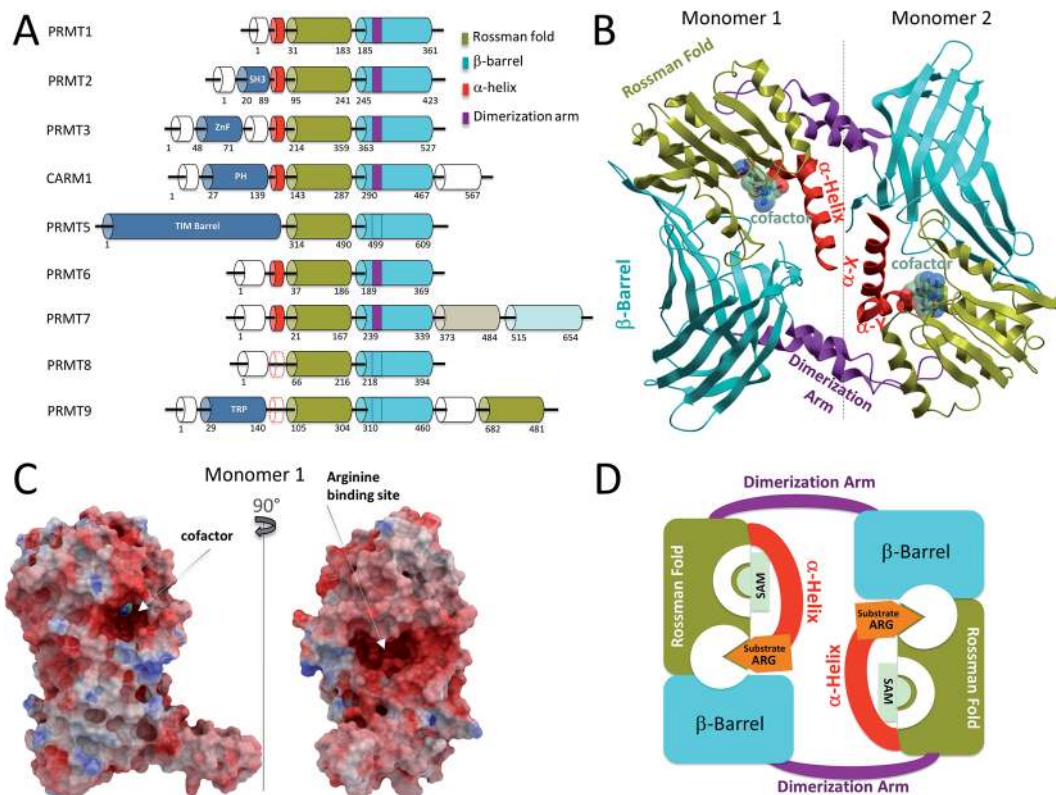 A
PRMT1
1 31 183 185 361
PRMT2
SH3
1 20 89 95 241 245 423
PRMT3
ZnF
1 48 71 214 359 363 527
CARM1
PH
1 27 139 143 287 290 467 567
PRMT5
TIM Barrel
1 314 490 499 609
PRMT6
1 37 186 189 369
PRMT7
1 21 167 239 339 373 484 515 654
PRMT8
1 66 216 218 394
PRMT9
TRP
1 29 140 105 304 310 460 682 481
Rossman fold
β-barrel
α-helix
Dimerization arm
B
Monomer 1 Monomer 2
Rossman Fold
α-Helix
cofactor
β-Barrel
α-X
cofactor
α-Y
Dimerization
Arm
C
Monomer 1
90°
cofactor
Arginine
binding site
D
Dimerization Arm
Rossman Fold
SAM
α-Helix
β-Barrel
Substrate
ARG
Substrate
ARG
α-Helix
SAM
Rossman Fold
β-Barrel
Dimerization Arm